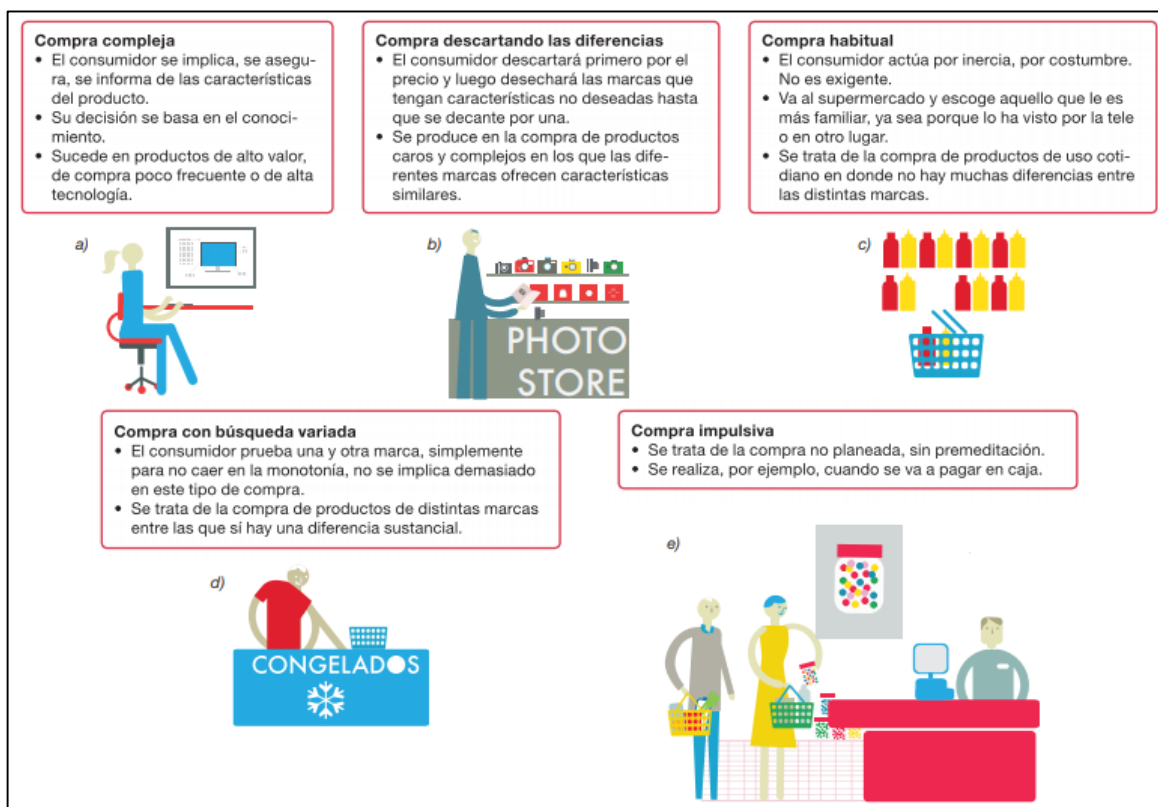 Compra compleja
• El consumidor se implica, se asegu-
ra, se informa de las características
del producto.
• Su decisión se basa en el conoci-
miento.
• Sucede en productos de alto valor,
de compra poco frecuente o de alta
tecnología.
Compra descartando las diferencias
• El consumidor descartará primero por el
precio y luego desechará las marcas que
tengan características no deseadas hasta
que se decante por una.
• Se produce en la compra de productos
caros y complejos en los que las dife-
rentes marcas ofrecen características
similares.
Compra habitual
• El consumidor actúa por inercia, por costumbre.
No es exigente.
• Va al supermercado y escoge aquello que le es
más familiar, ya sea porque lo ha visto por la tele
o en otro lugar.
• Se trata de la compra de productos de uso coti-
diano en donde no hay muchas diferencias entre
las distintas marcas.
a)
b)
c)
PHOTO
STORE
Compra con búsqueda variada
• El consumidor prueba una y otra marca, simplemente
para no caer en la monotonía, no se implica demasiado
en este tipo de compra.
• Se trata de la compra de productos de distintas marcas
entre las que sí hay una diferencia sustancial.
Compra impulsiva
• Se trata de la compra no planeada, sin premeditación.
• Se realiza, por ejemplo, cuando se va a pagar en caja.
d)
e)
CONGELADOS